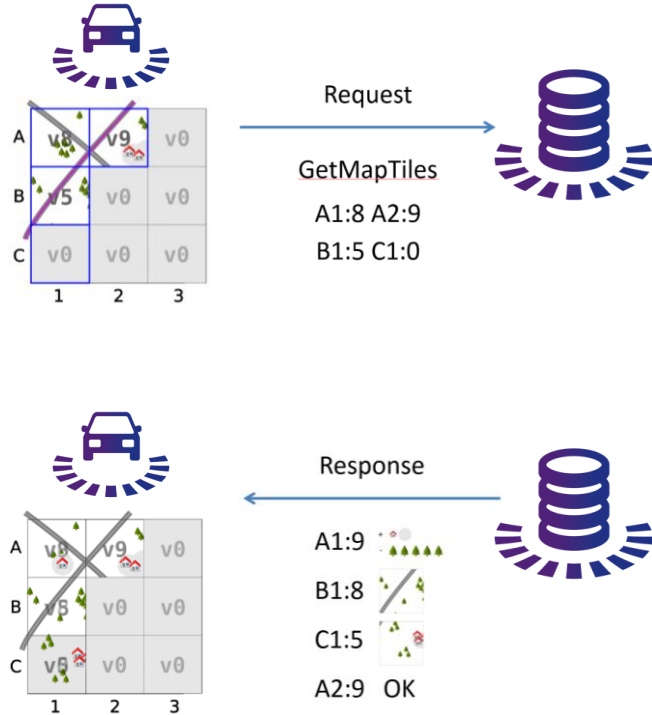 A v8 v9 v0
B v5 v0 v0
C v0 v0 v0
1 2 3
Request
GetMapTiles
A1:8 A2:9
B1:5 C1:0
A v9 v0
B v0 v0
C v0 v0
1 2 3
Response
A1:9
B1:8
C1:5
A2:9 OK